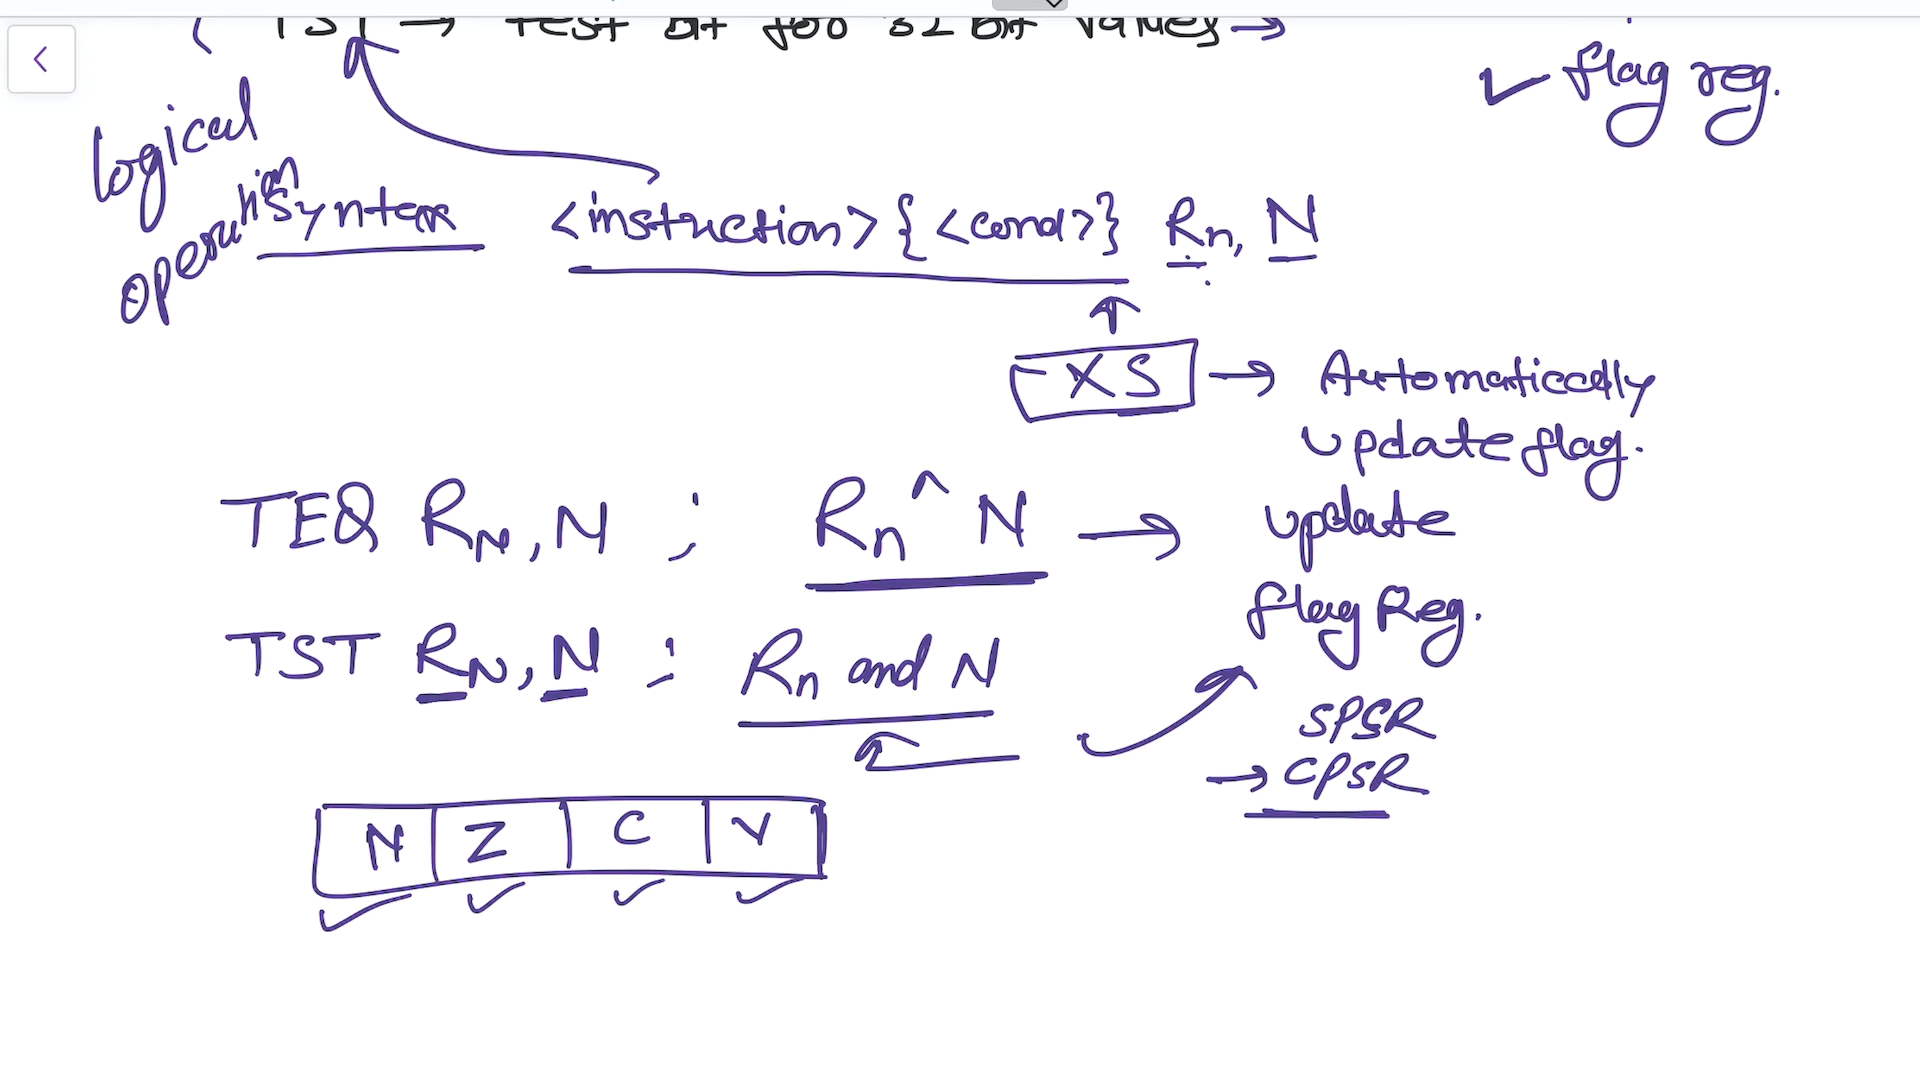 TST → Test bit for 32 bit values →
✓ flag reg.
logical operation
Syntax <instruction>{<cond>} Rn, N
XS → Automatically
update flag.
TEQ RN, N ; Rn ^ N → update
flag Reg.
TST RN, N ; Rn and N
SPSR
→ CPSR
N Z C V